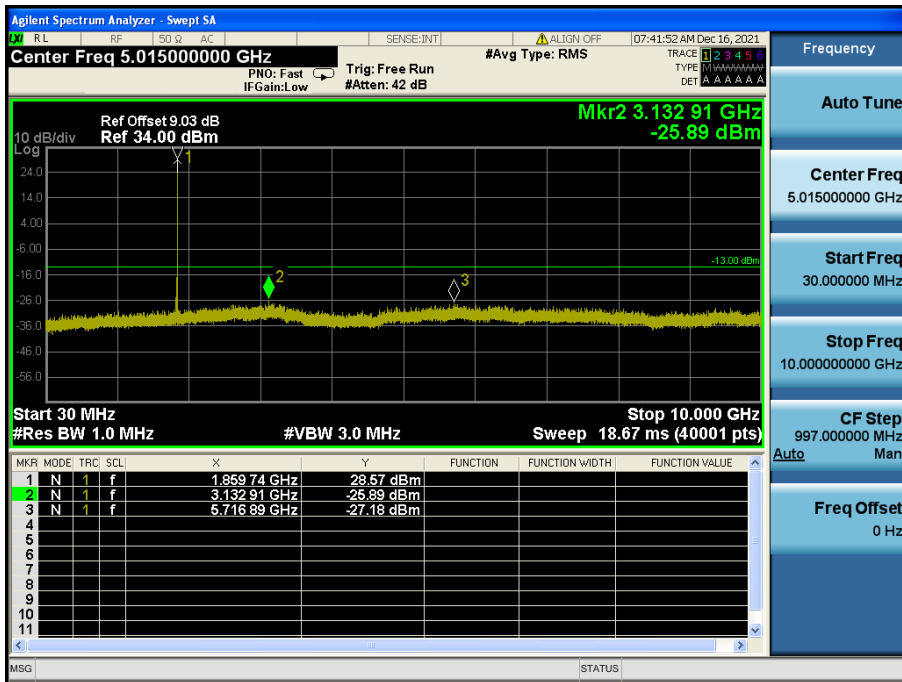 Agilent Spectrum Analyzer - Swept SA
LXI RL RF 50 Ω AC SENSE:INT ALIGN OFF 07:41:52 AM Dec 16, 2021
Center Freq 5.015000000 GHz
PNO: Fast
IFGain:Low
Trig: Free Run
#Atten: 42 dB
#Avg Type: RMS
TRACE 1 2 3 4 5 6
TYPE M WWWWW
DET A A A A A A
Frequency
Auto Tune
Center Freq
5.015000000 GHz
Start Freq
30.000000 MHz
Stop Freq
10.000000000 GHz
CF Step
997.000000 MHz
Auto Man
Freq Offset
0 Hz
Mkr2 3.132 91 GHz
-25.89 dBm
Ref Offset 9.03 dB
10 dB/div Ref 34.00 dBm
Log
1
24.0
14.0
4.00
-6.00
-13.00 dBm
-16.0
2
3
-26.0
-36.0
-46.0
-56.0
Start 30 MHz Stop 10.000 GHz
#Res BW 1.0 MHz #VBW 3.0 MHz Sweep 18.67 ms (40001 pts)
MKR MODE TRC SCL X Y FUNCTION FUNCTION WIDTH FUNCTION VALUE
1 N 1 f 1.859 74 GHz 28.57 dBm
2 N 1 f 3.132 91 GHz -25.89 dBm
3 N 1 f 5.716 89 GHz -27.18 dBm
4
5
6
7
8
9
10
11
MSG STATUS